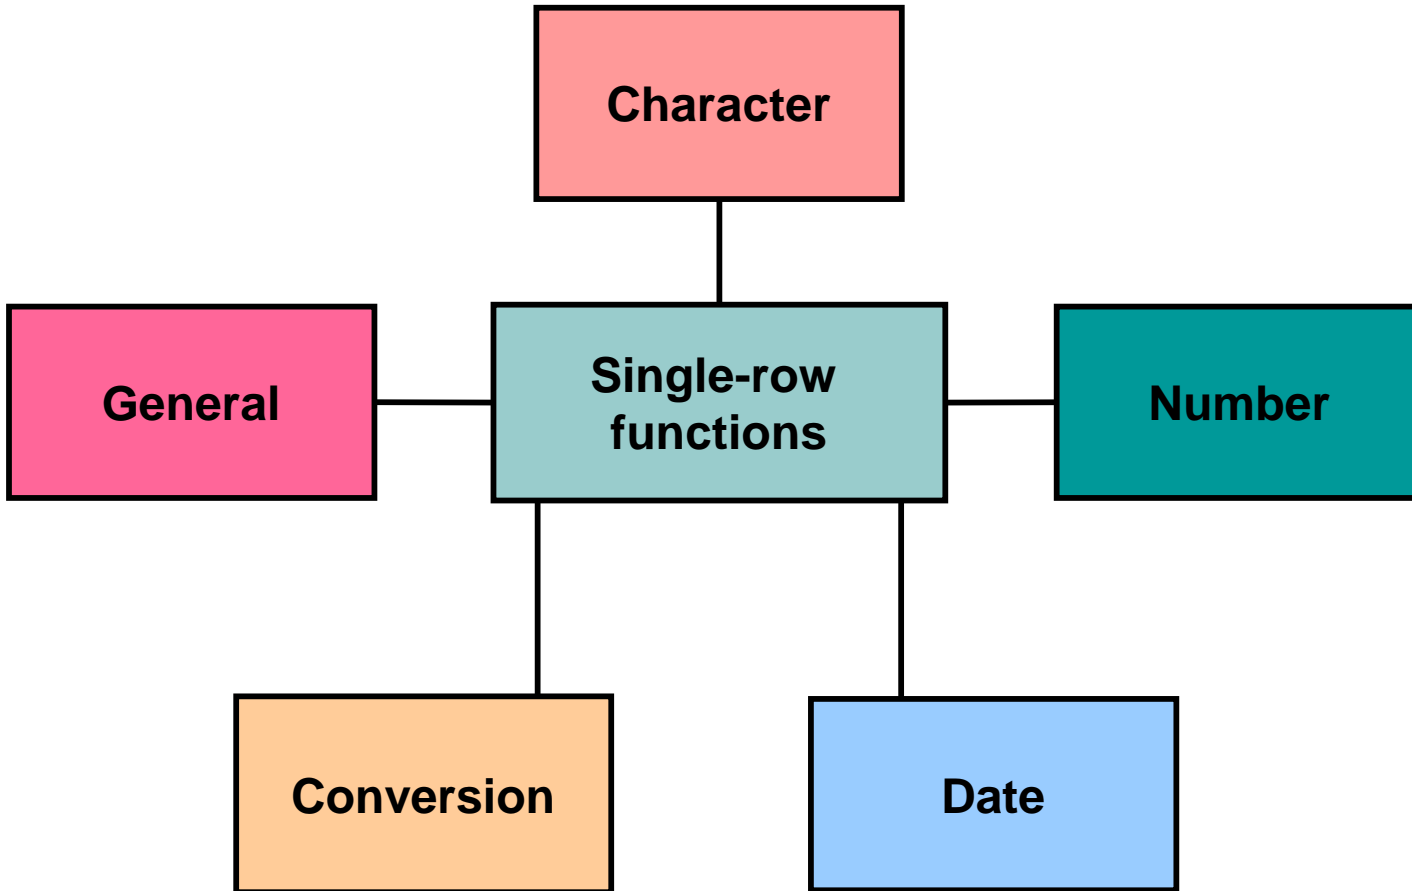 Character
General
Single-row
functions
Number
Conversion
Date